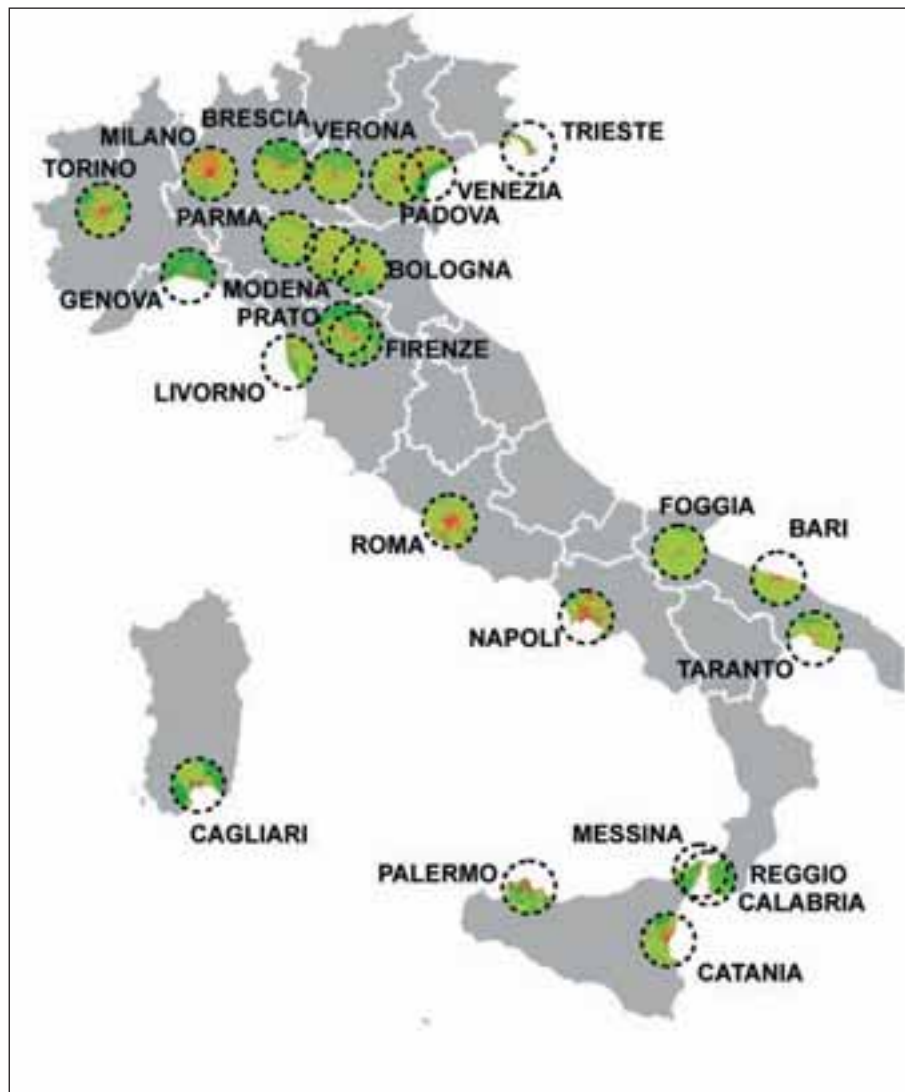 BRESCIA
VERONA
MILANO
TRIESTE
TORINO
VENEZIA
PADOVA
PARMA
BOLOGNA
GENOVA
MODENA
PRATO
FIRENZE
LIVORNO
FOGGIA
BARI
ROMA
NAPOLI
TARANTO
CAGLIARI
MESSINA
PALERMO
REGGIO
CALABRIA
CATANIA